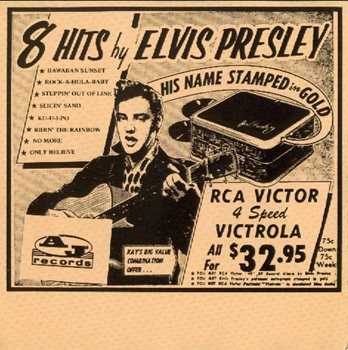 8 HITS by ELVIS PRESLEY
★ HAWAIIAN SUNSET
★ ROCK-A-HULA-BABY
★ STEPPIN' OUT OF LINE
★ SLICIN' SAND
★ KU-U-I-PO
★ RIDIN' THE RAINBOW
★ NO MORE
★ ONLY BELIEVE
HIS NAME STAMPED in GOLD
RCA VICTOR
4 Speed
VICTROLA
All For $32.95
75c
Down
75c
Week
AJ
records
KAY'S BIG VALUE
COMBINATION
OFFER...